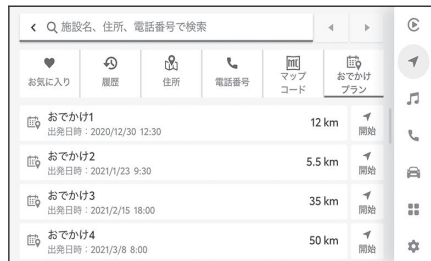 施設名、住所、電話番号で検索
お気に入り
履歴
住所
電話番号
マップ
コード
おでかけ
プラン
おでかけ1
出発日時：2020/12/30 12:30
12 km
開始
おでかけ2
出発日時：2021/1/23 9:30
5.5 km
開始
おでかけ3
出発日時：2021/2/15 18:00
35 km
開始
おでかけ4
出発日時：2021/3/8 8:00
50 km
開始